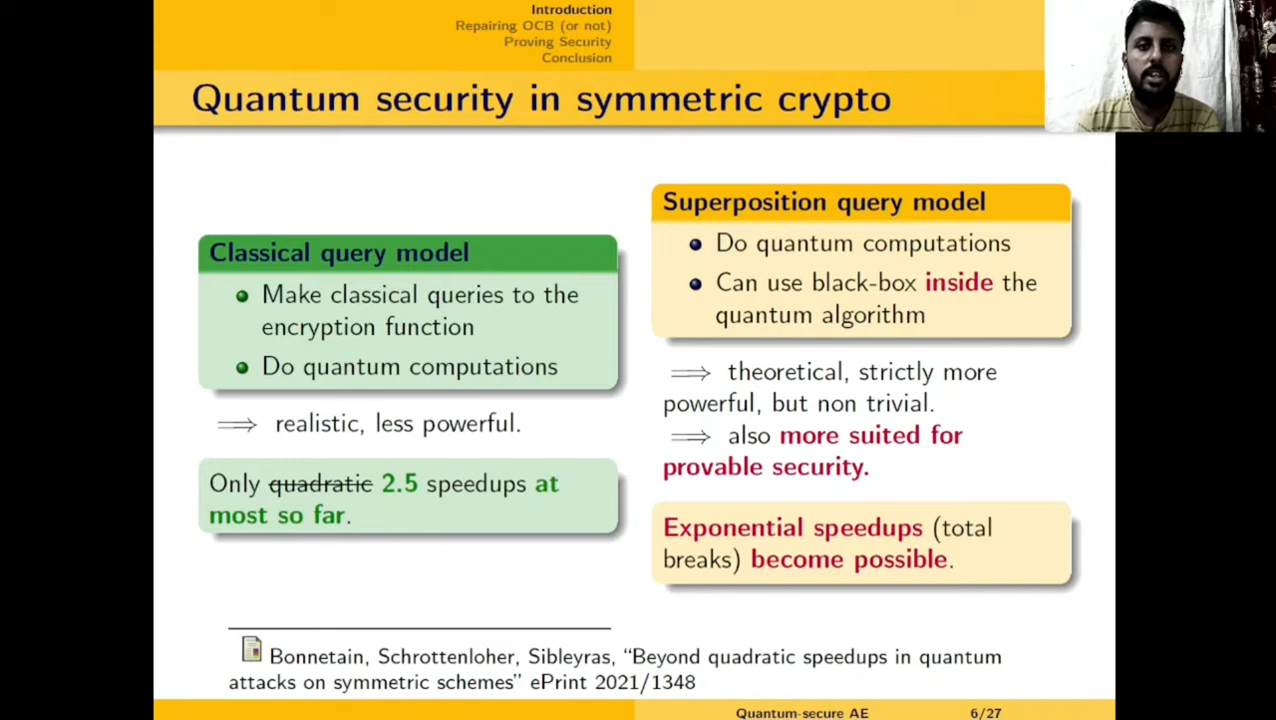 Introduction
Repairing OCB (or not)
Proving Security
Conclusion
Quantum security in symmetric crypto
Classical query model
Make classical queries to the
encryption function
Do quantum computations
⟹ realistic, less powerful.
Only quadratic 2.5 speedups at
most so far.
Superposition query model
Do quantum computations
Can use black-box inside the
quantum algorithm
⟹ theoretical, strictly more
powerful, but non trivial.
⟹ also more suited for
provable security.
Exponential speedups (total
breaks) become possible.
Bonnetain, Schrottenloher, Sibleyras, “Beyond quadratic speedups in quantum
attacks on symmetric schemes” ePrint 2021/1348
Quantum-secure AE 6/27